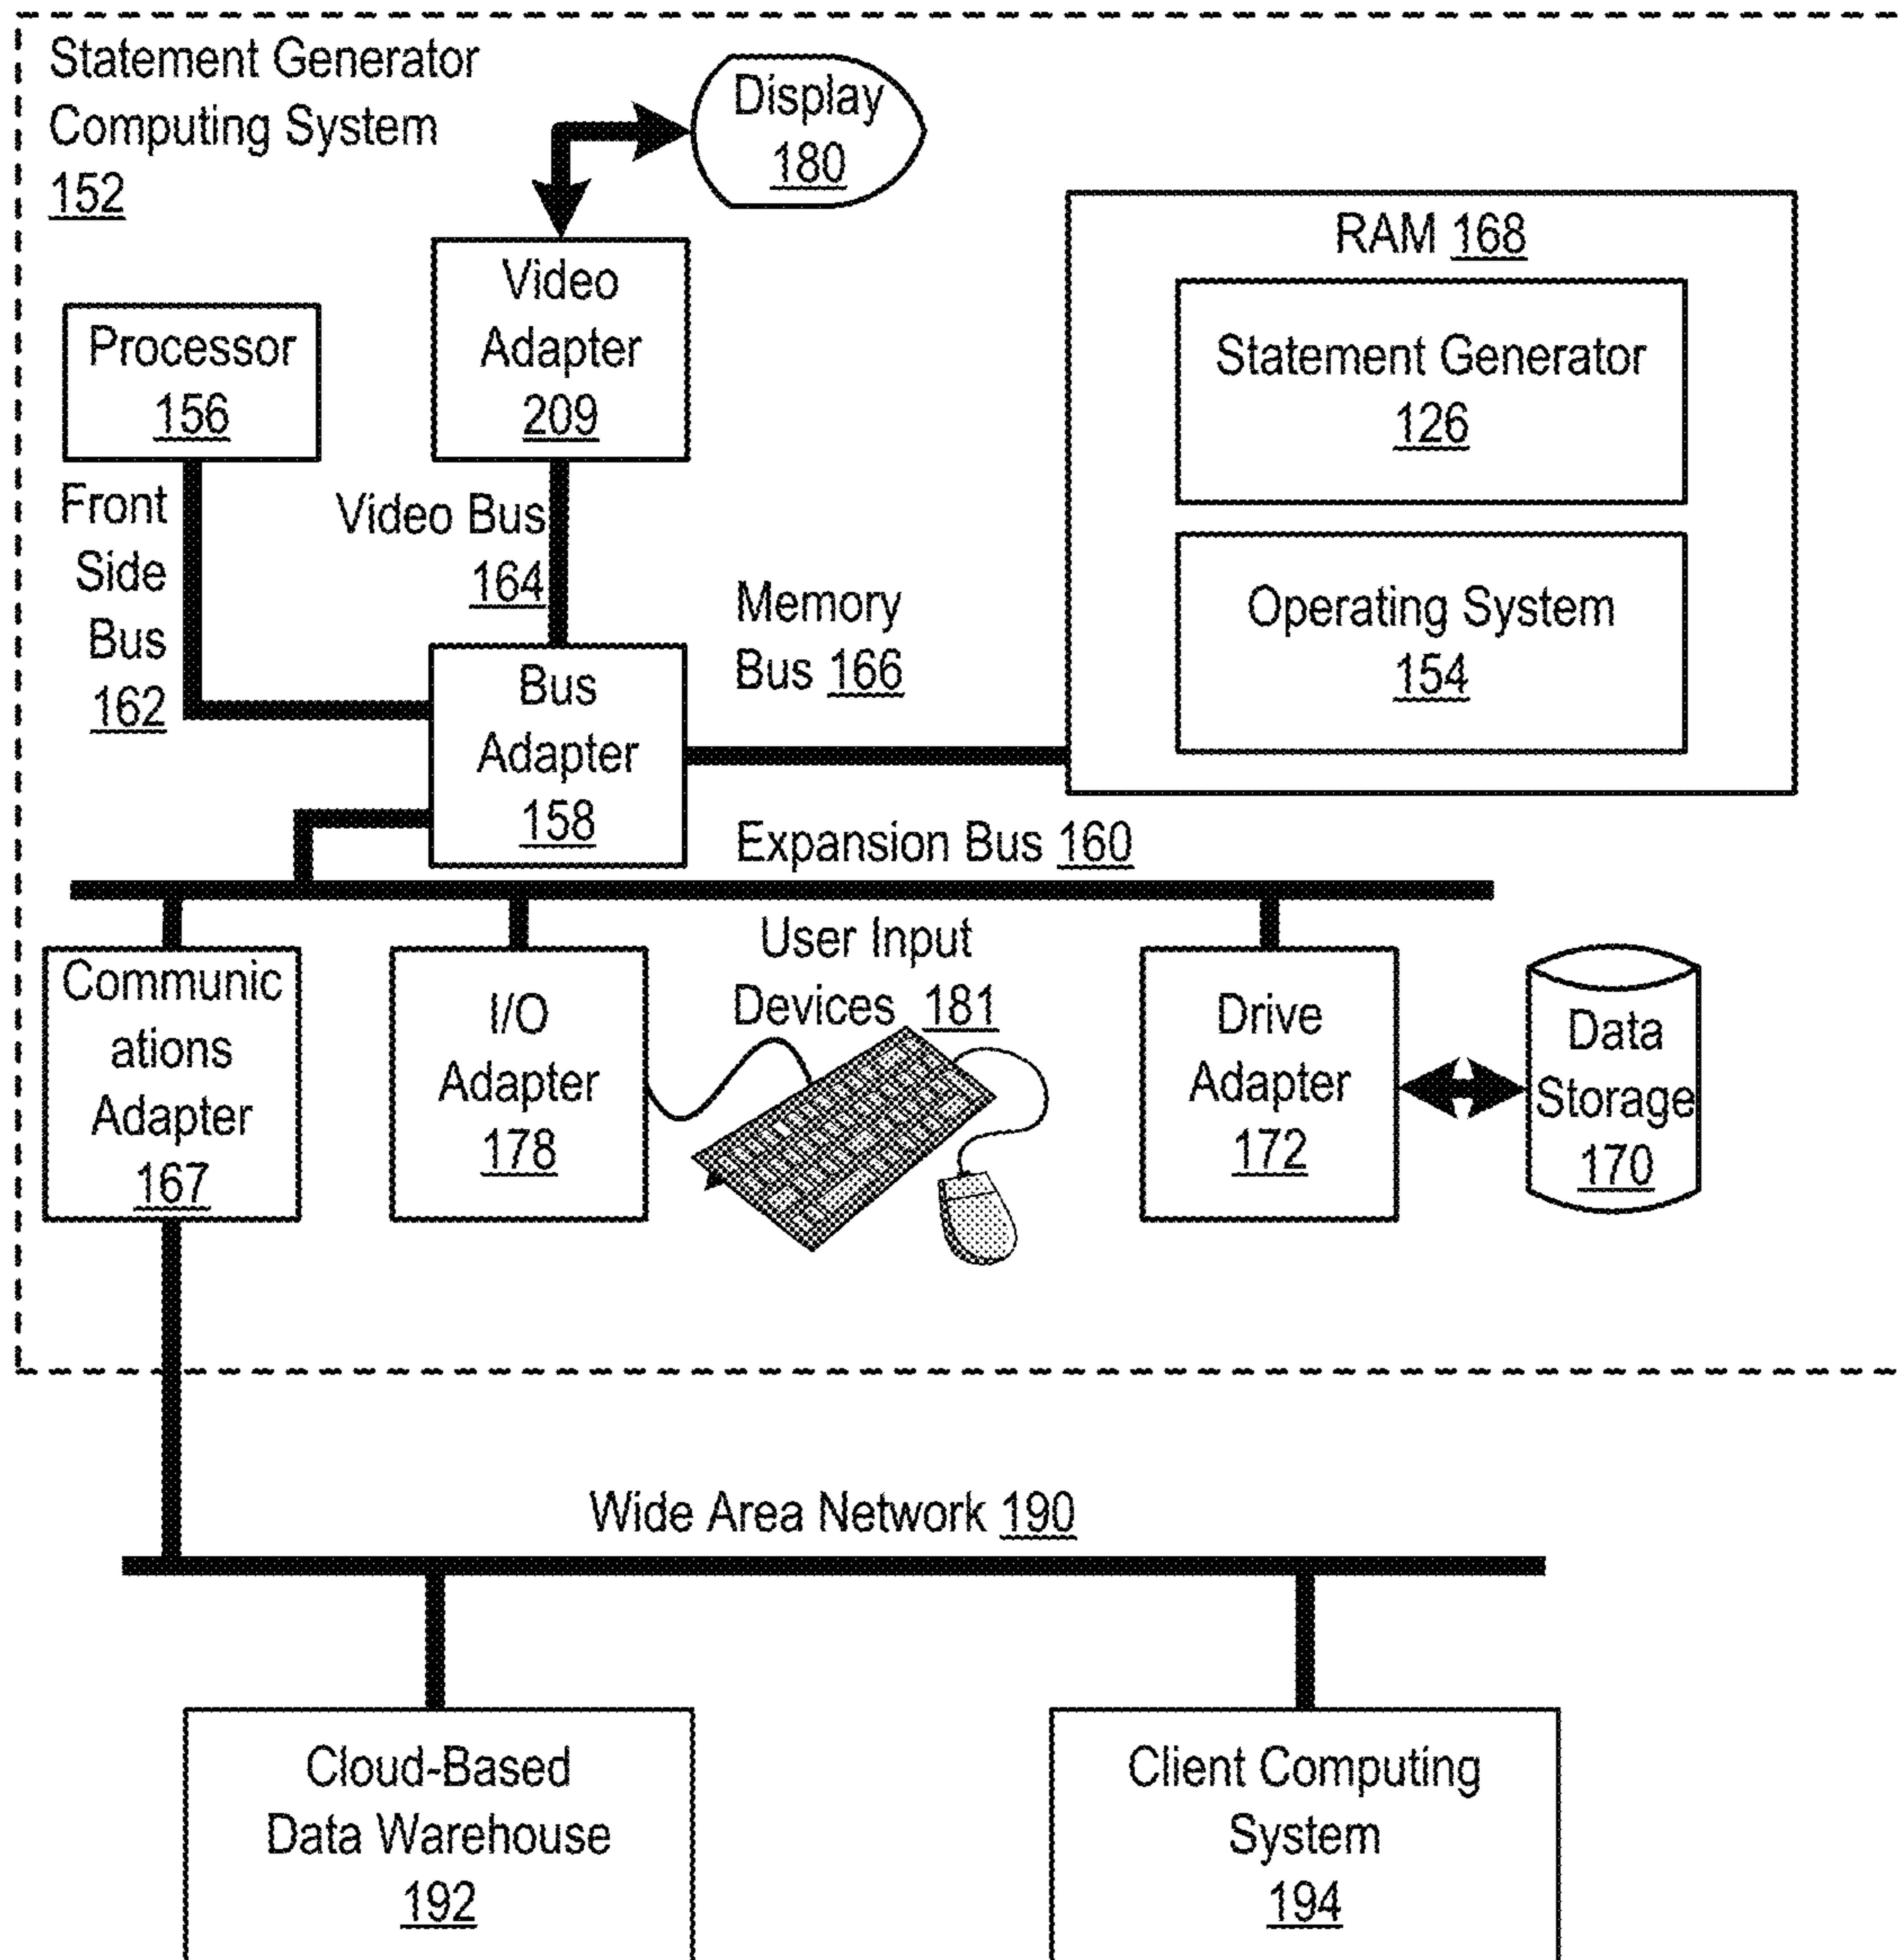 Statement Generator
Computing System
152
Display
180
RAM 168
Video
Adapter
209
Processor
156
Statement Generator
126
Front
Side
Bus
162
Video Bus
164
Memory
Bus 166
Operating System
154
Bus
Adapter
158
Expansion Bus 160
Communic
ations
Adapter
167
I/O
Adapter
178
User Input
Devices 181
Drive
Adapter
172
Data
Storage
170
Wide Area Network 190
Cloud-Based
Data Warehouse
192
Client Computing
System
194